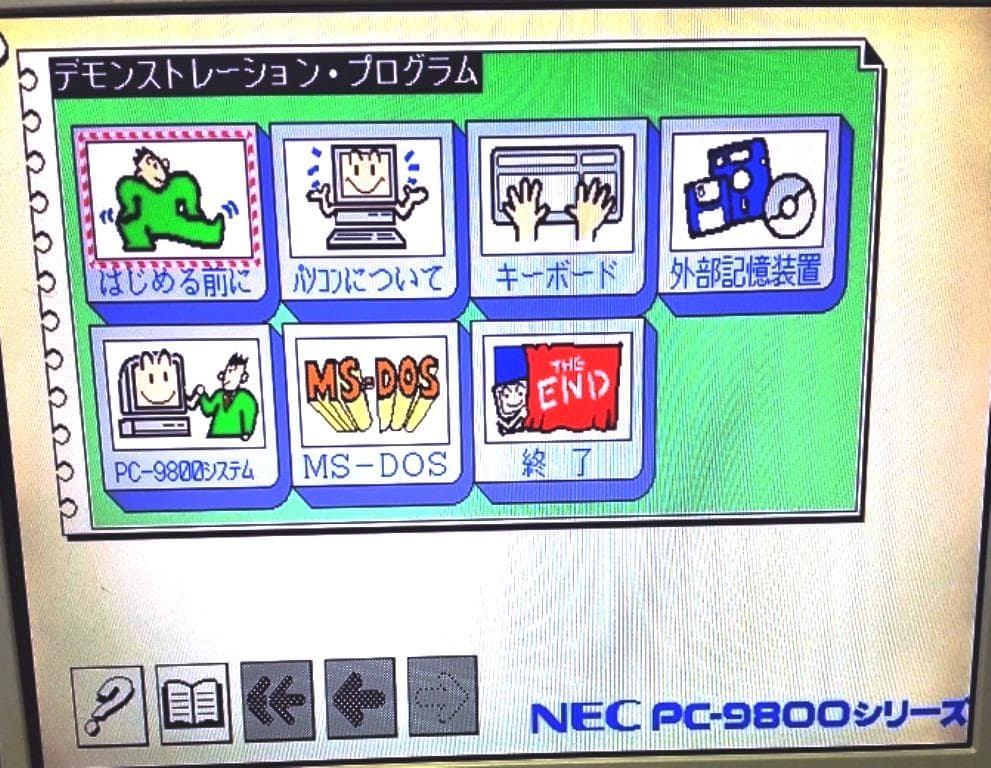 デモンストレーション・プログラム
はじめる前に
パソコンについて
キーボード
外部記憶装置
PC-9800システム
MS-DOS
MS-DOS
THE
END
終了
NEC PC-9800シリーズ